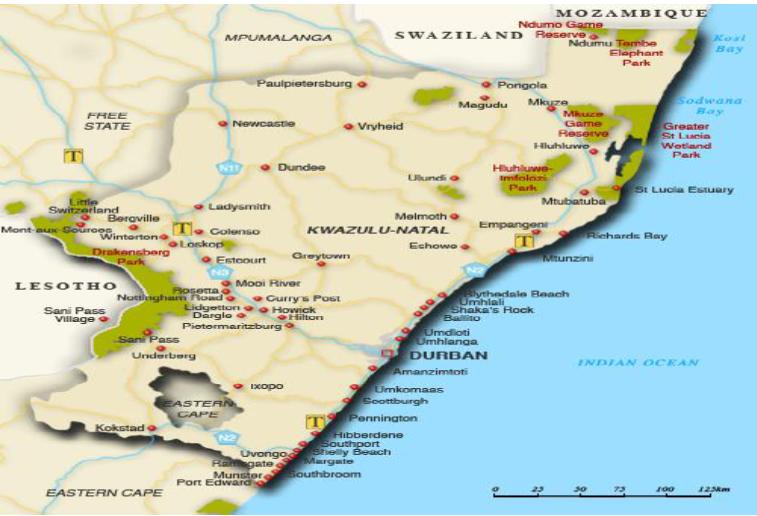 MOZAMBIQUE
Ndumo Game
Reserve
Ndumu
Tembe
Elephant
Park
Kosi
Bay
MPUMALANGA
SWAZILAND
Paulpietersburg
Pongola
Magudu
Mkuze
Sodwana
Bay
FREE
STATE
Newcastle
Vryheid
Mkuze
Game
Reserve
Greater
St Lucia
Wetland
Park
Hluhluwe
T
N11
Dundee
Ulundi
Hluhluwe-
Imfolozi
Park
St Lucia Estuary
Mtubatuba
Little
Switzerland
Ladysmith
Bergville
Mont-aux-Sources
Winterton
T
Colenso
Loskop
KWAZULU-NATAL
Melmoth
Empangeni
Eshowe
T
Richards Bay
Mtunzini
Drakensberg
Park
Estcourt
Greytown
N3
N2
LESOTHO
Mooi River
Rosetta
Nottingham Road
Curry's Post
Lidgetton
Howick
Dargle
Hilton
Pietermaritzburg
Sani Pass
Village
Sani Pass
Underberg
Blythedale Beach
Umhlali
Shaka's Rock
Ballito
Umdloti
Umhlanga
DURBAN
INDIAN OCEAN
Amanzimtoti
Ixopo
Umkomaas
EASTERN
CAPE
Scottburgh
Kokstad
Pennington
T
N2
Hibberdene
Southport
Uvongo
Shelly Beach
Ramsgate
Margate
Munster
Southbroom
Port Edward
EASTERN CAPE
0 25 50 75 100 125km